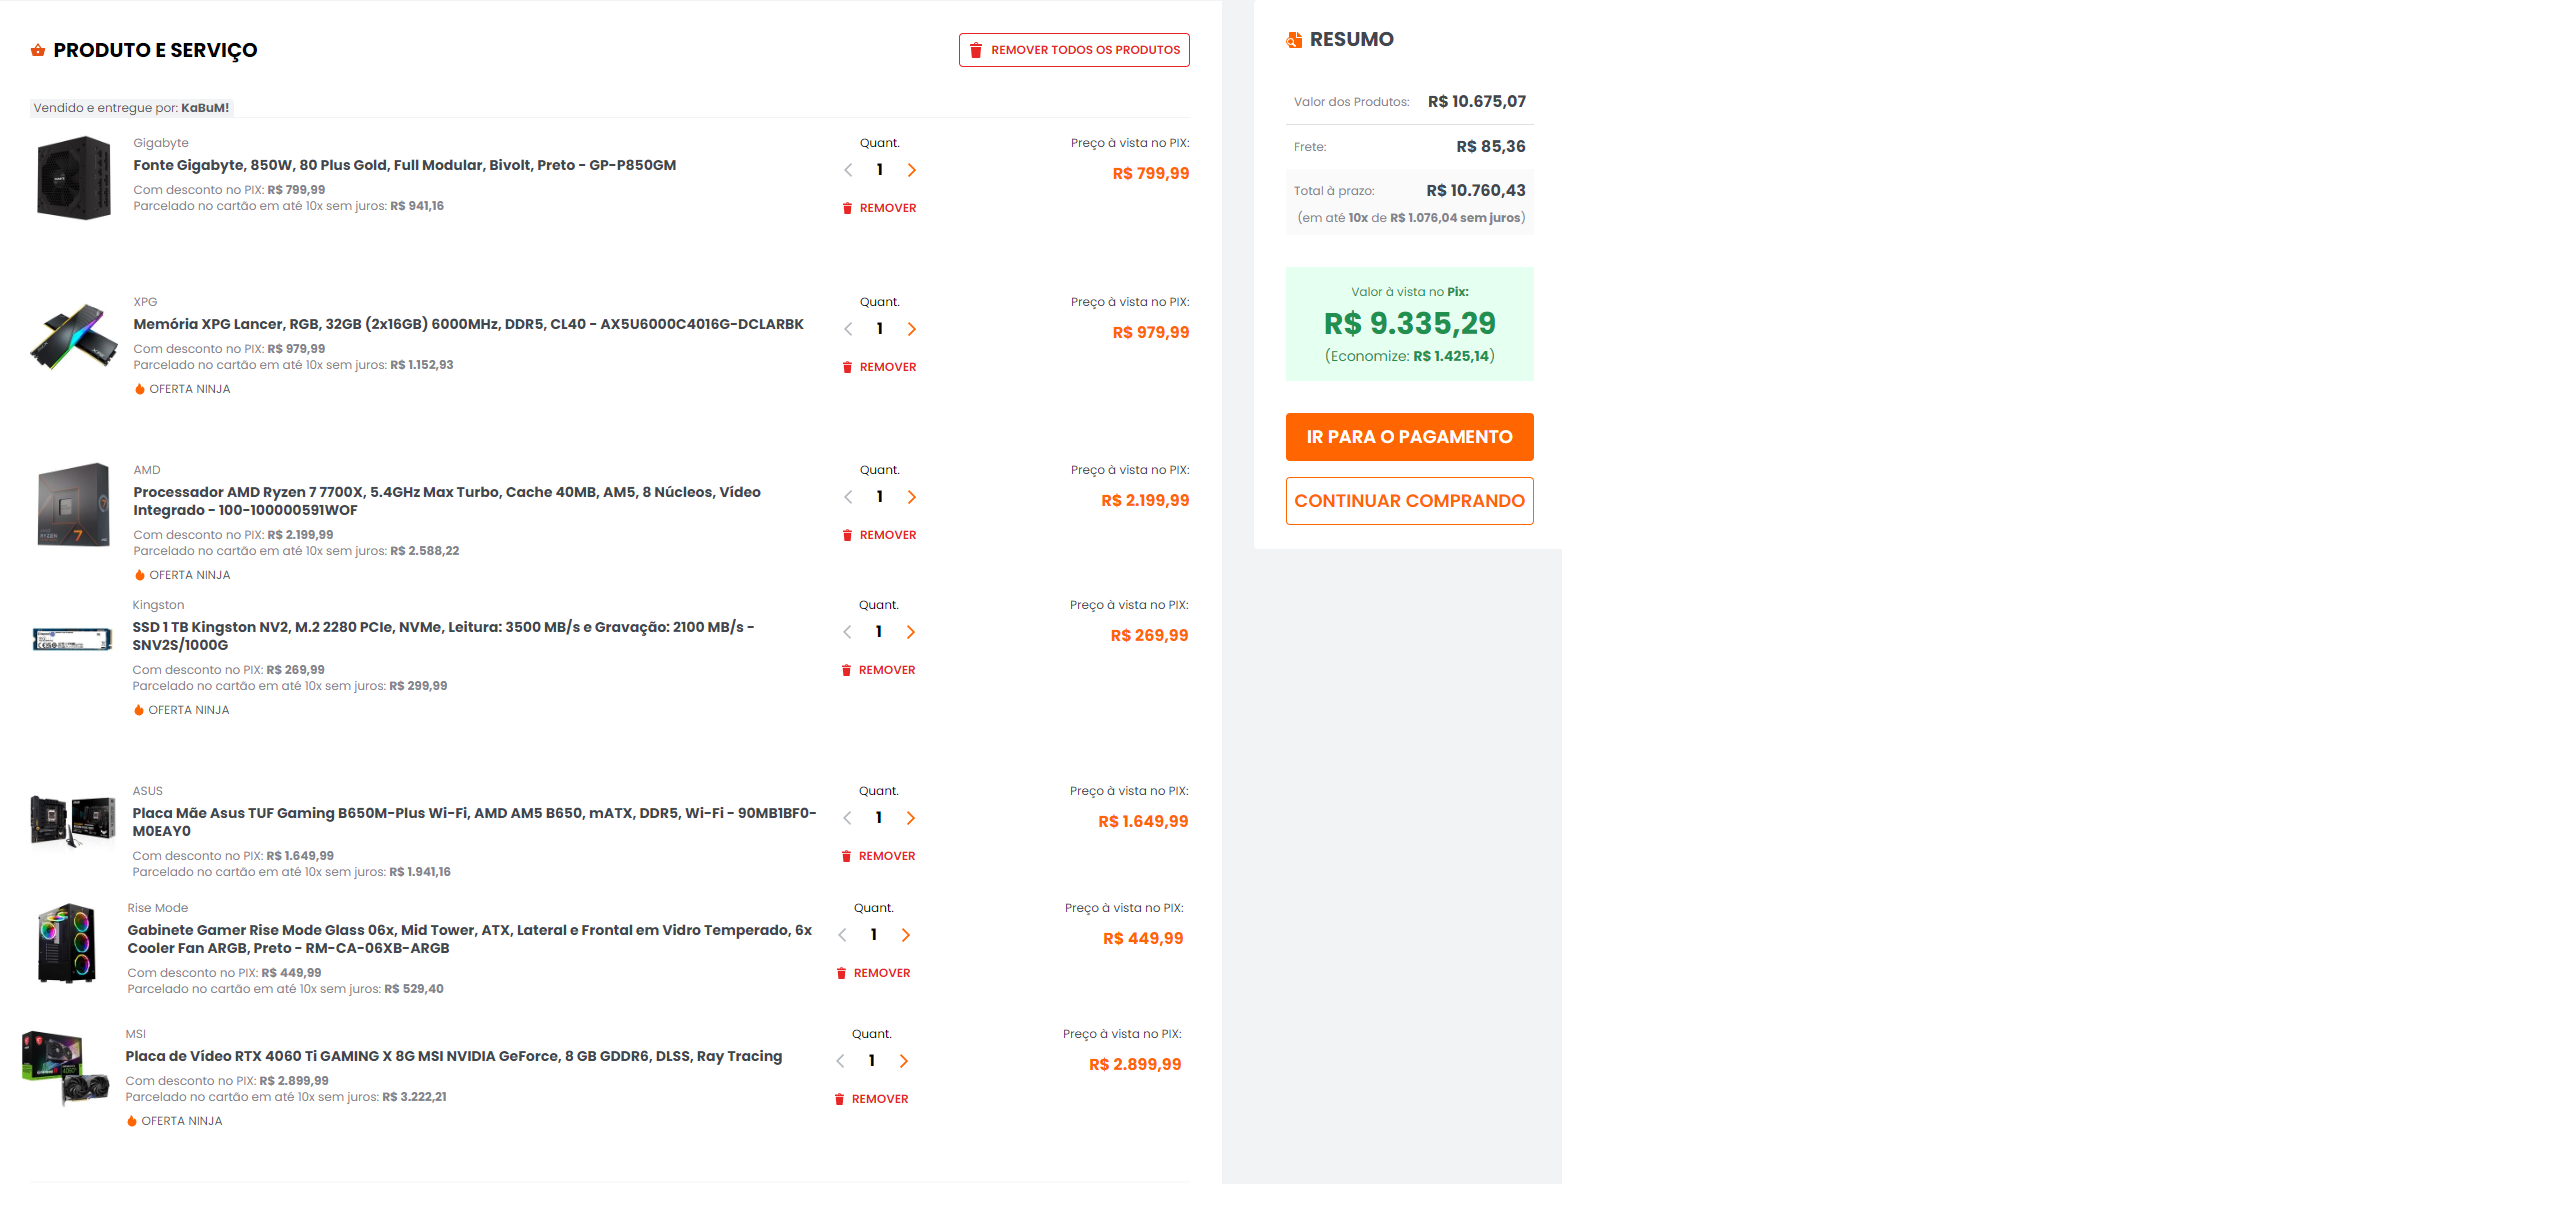 PRODUTO E SERVIÇO
REMOVER TODOS OS PRODUTOS
Vendido e entregue por: KaBuM!
Gigabyte
Fonte Gigabyte, 850W, 80 Plus Gold, Full Modular, Bivolt, Preto - GP-P850GM
Com desconto no PIX: R$ 799,99
Parcelado no cartão em até 10x sem juros: R$ 941,16
Quant.
1
REMOVER
Preço à vista no PIX:
R$ 799,99
XPG
Memória XPG Lancer, RGB, 32GB (2x16GB) 6000MHz, DDR5, CL40 - AX5U6000C4016G-DCLARBK
Com desconto no PIX: R$ 979,99
Parcelado no cartão em até 10x sem juros: R$ 1.152,93
OFERTA NINJA
Quant.
1
REMOVER
Preço à vista no PIX:
R$ 979,99
AMD
Processador AMD Ryzen 7 7700X, 5.4GHz Max Turbo, Cache 40MB, AM5, 8 Núcleos, Vídeo
Integrado - 100-100000591WOF
Com desconto no PIX: R$ 2.199,99
Parcelado no cartão em até 10x sem juros: R$ 2.588,22
OFERTA NINJA
Quant.
1
REMOVER
Preço à vista no PIX:
R$ 2.199,99
Kingston
SSD 1 TB Kingston NV2, M.2 2280 PCIe, NVMe, Leitura: 3500 MB/s e Gravação: 2100 MB/s -
SNV2S/1000G
Com desconto no PIX: R$ 269,99
Parcelado no cartão em até 10x sem juros: R$ 299,99
OFERTA NINJA
Quant.
1
REMOVER
Preço à vista no PIX:
R$ 269,99
ASUS
Placa Mãe Asus TUF Gaming B650M-Plus Wi-Fi, AMD AM5 B650, mATX, DDR5, Wi-Fi - 90MB1BF0-
M0EAY0
Com desconto no PIX: R$ 1.649,99
Parcelado no cartão em até 10x sem juros: R$ 1.941,16
Quant.
1
REMOVER
Preço à vista no PIX:
R$ 1.649,99
Rise Mode
Gabinete Gamer Rise Mode Glass 06x, Mid Tower, ATX, Lateral e Frontal em Vidro Temperado, 6x
Cooler Fan ARGB, Preto - RM-CA-06XB-ARGB
Com desconto no PIX: R$ 449,99
Parcelado no cartão em até 10x sem juros: R$ 529,40
Quant.
1
REMOVER
Preço à vista no PIX:
R$ 449,99
MSI
Placa de Vídeo RTX 4060 Ti GAMING X 8G MSI NVIDIA GeForce, 8 GB GDDR6, DLSS, Ray Tracing
Com desconto no PIX: R$ 2.899,99
Parcelado no cartão em até 10x sem juros: R$ 3.222,21
OFERTA NINJA
Quant.
1
REMOVER
Preço à vista no PIX:
R$ 2.899,99
RESUMO
Valor dos Produtos: R$ 10.675,07
Frete: R$ 85,36
Total à prazo: R$ 10.760,43
(em até 10x de R$ 1.076,04 sem juros)
Valor à vista no Pix:
R$ 9.335,29
(Economize: R$ 1.425,14)
IR PARA O PAGAMENTO
CONTINUAR COMPRANDO